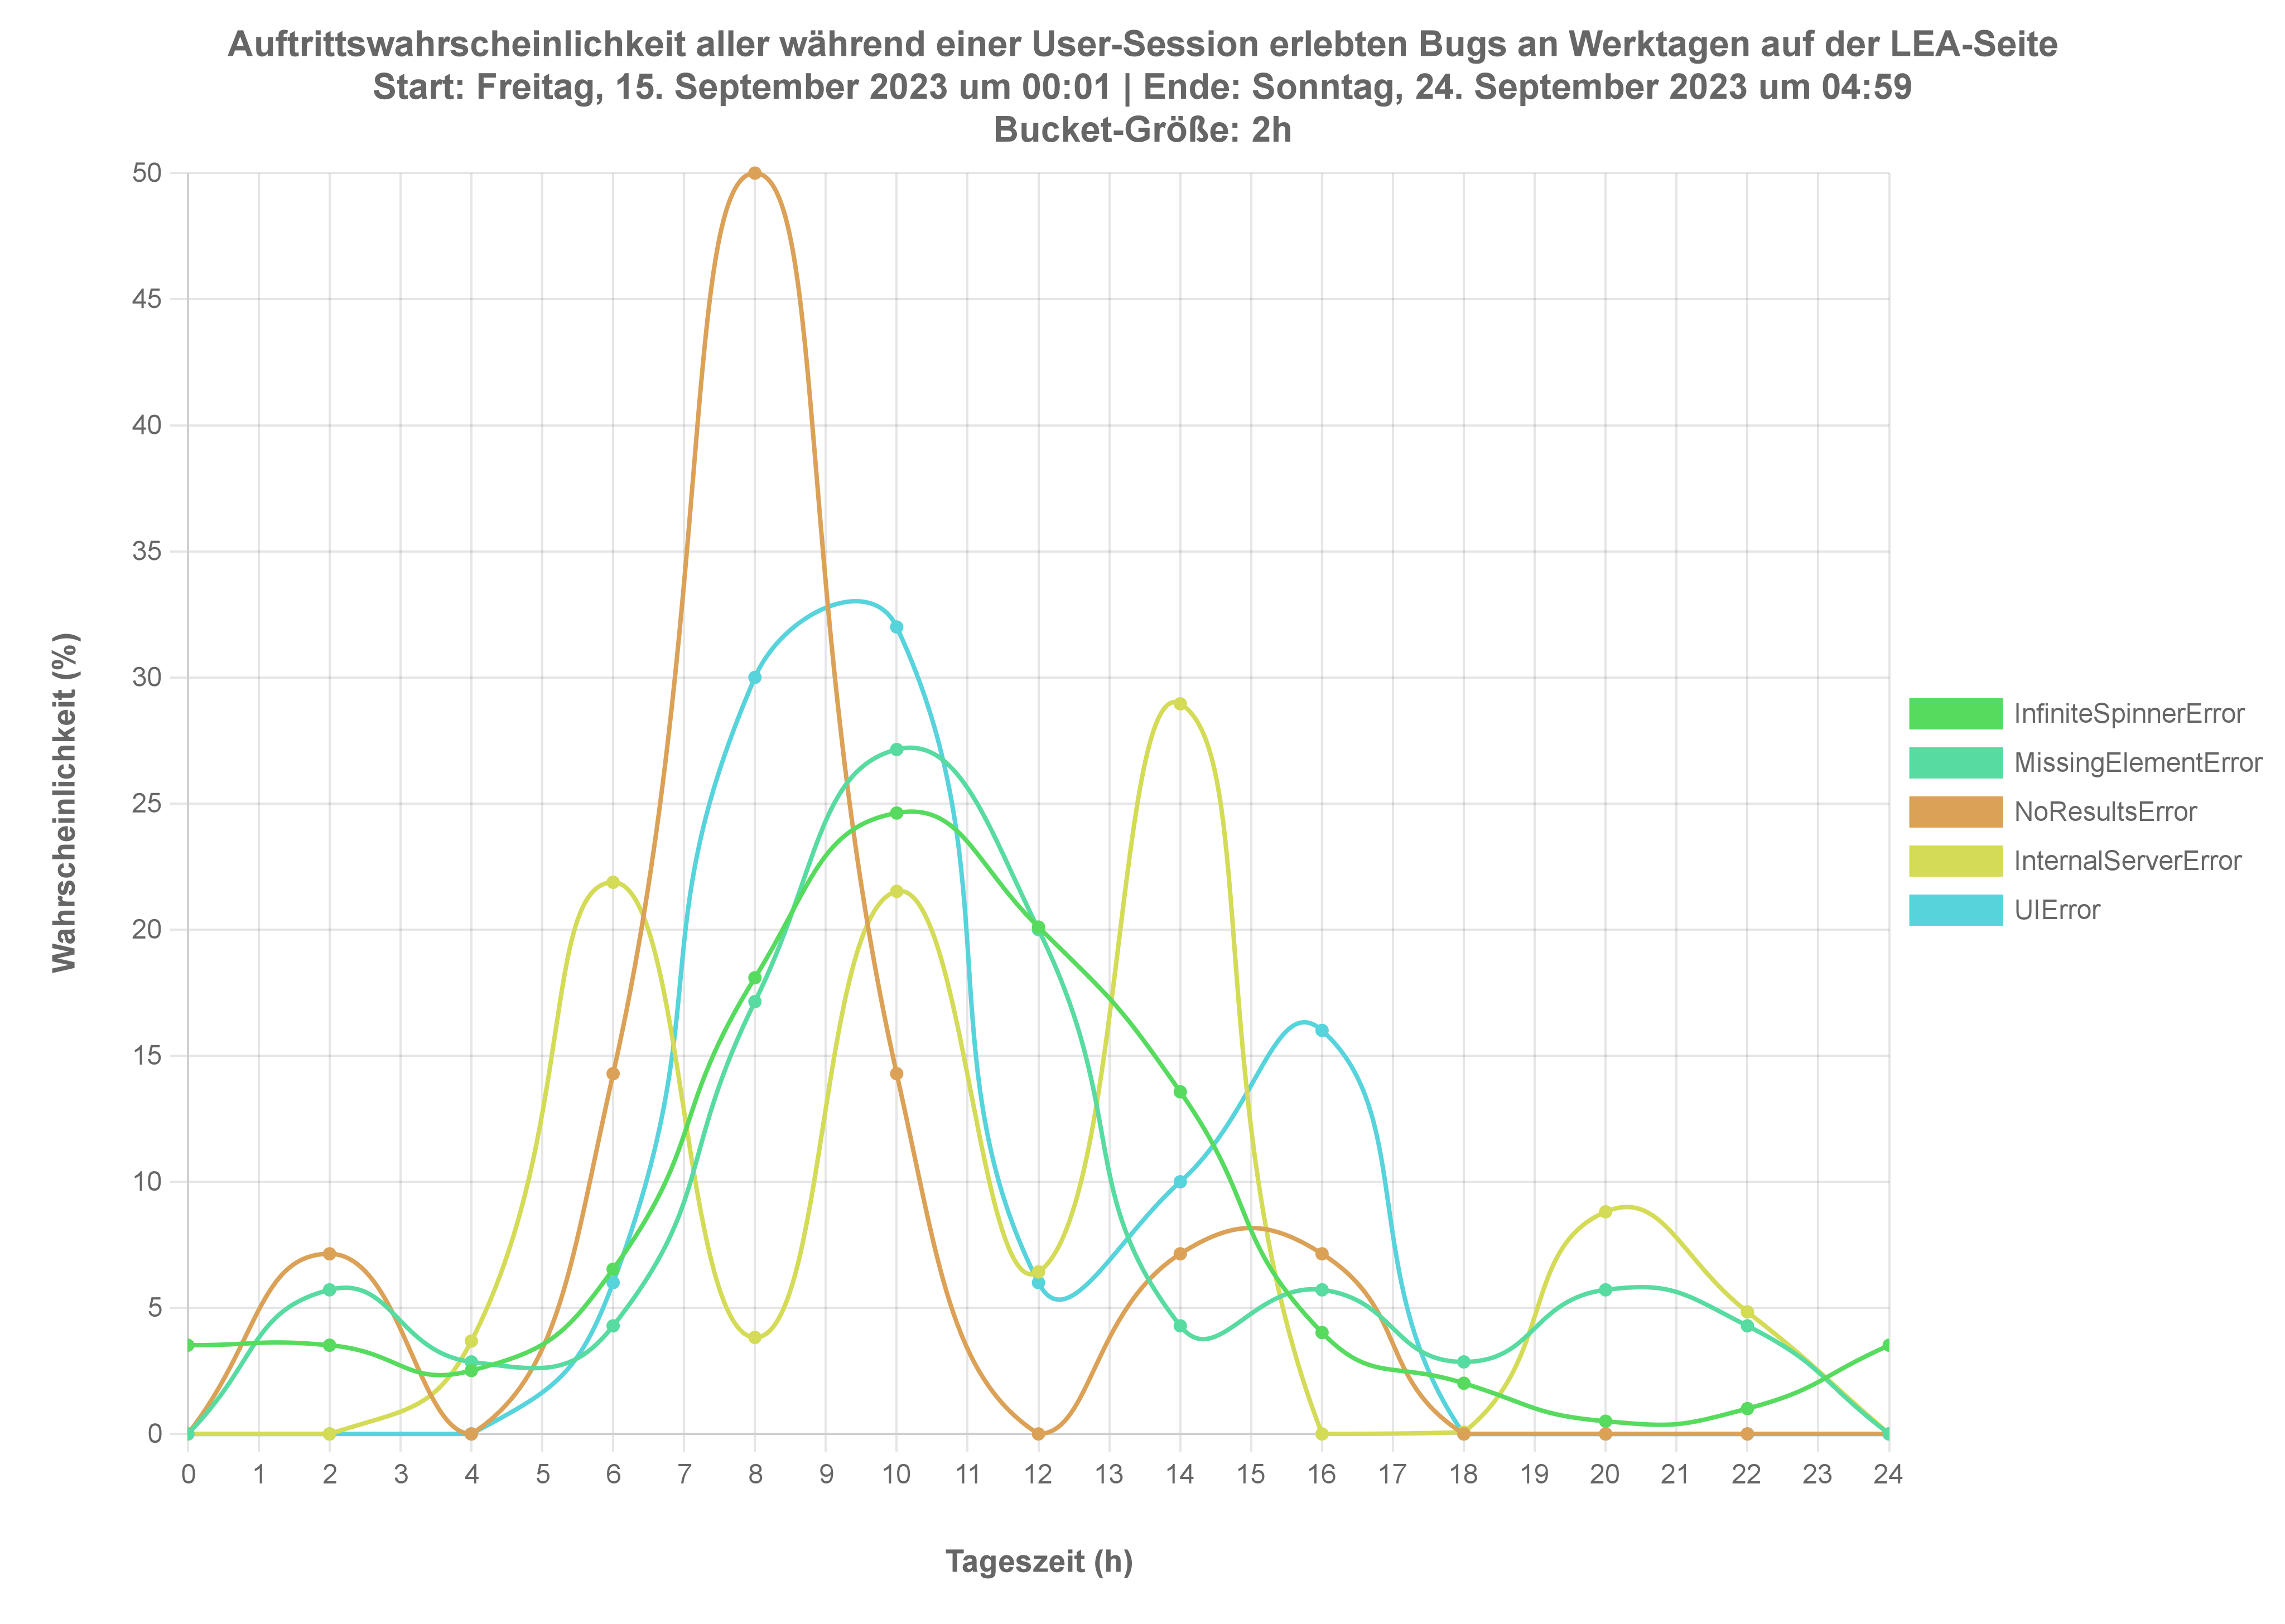 Auftrittswahrscheinlichkeit aller während einer User-Session erlebten Bugs an Werktagen auf der LEA-Seite
Start: Freitag, 15. September 2023 um 00:01 | Ende: Sonntag, 24. September 2023 um 04:59
Bucket-Größe: 2h
Wahrscheinlichkeit (%)
50
45
40
35
30
25
20
15
10
5
0
0 1 2 3 4 5 6 7 8 9 10 11 12 13 14 15 16 17 18 19 20 21 22 23 24
Tageszeit (h)
InfiniteSpinnerError
MissingElementError
NoResultsError
InternalServerError
UIError